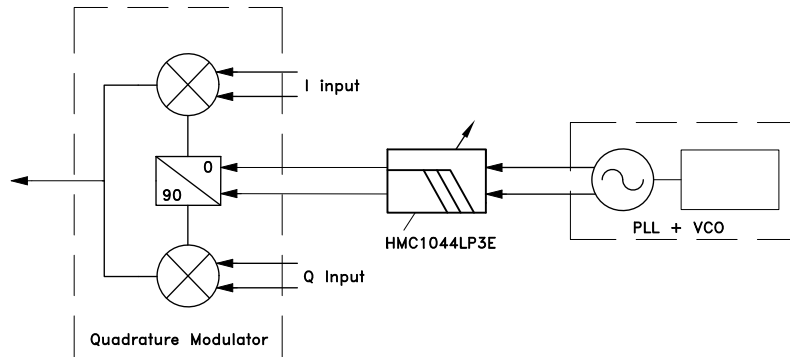 I input
0
90
HMC1044LP3E
PLL + VCO
Q Input
Quadrature Modulator